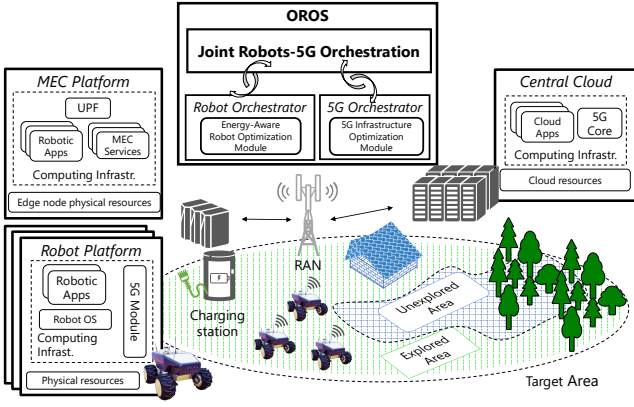 OROS
Joint Robots-5G Orchestration
Robot Orchestrator
Energy-Aware
Robot Optimization
Module
5G Orchestrator
5G Infrastructure
Optimization
Module
MEC Platform
UPF
Robotic
Apps
MEC
Services
Computing Infrastr.
Edge node physical resources
Central Cloud
Cloud
Apps
5G
Core
Computing Infrastr.
Cloud resources
Robot Platform
Robotic
Apps
Robot OS
Computing
Infrast.
5G Module
Physical resources
Charging
station
RAN
Unexplored
Area
Explored
Area
Target Area